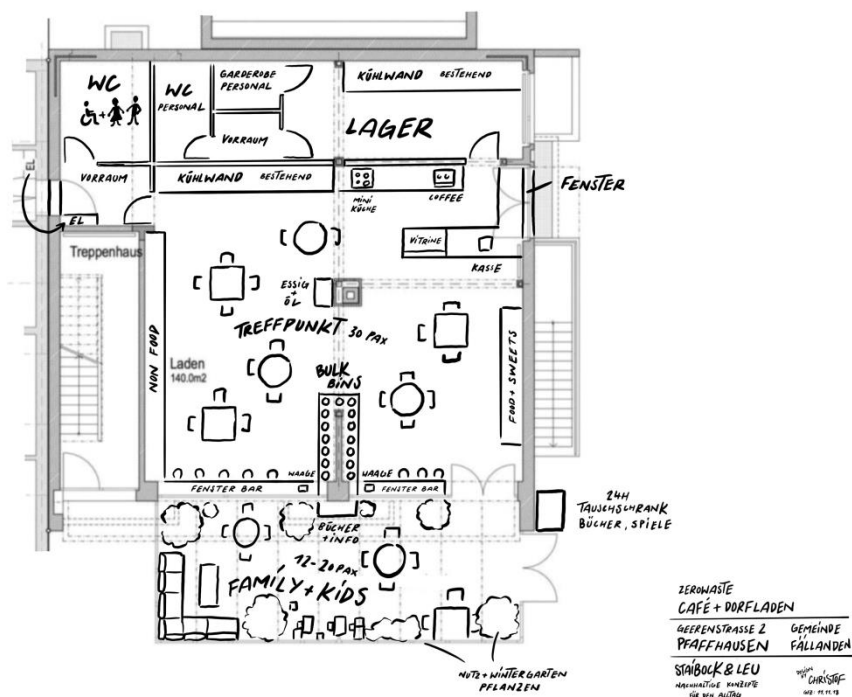 WC
WC
PERSONAL
GARDEROBE
PERSONAL
KÜHLWAND BESTEHEND
LAGER
VORRAUM
EL
VORRAUM
KÜHLWAND BESTEHEND
MINI
KÜCHE
COFFEE
FENSTER
EL
Treppenhaus
VITRINE
KASSE
ESSIG
+
ÖL
TREFFPUNKT 30 PAX
NON FOOD
Laden
140.0m2
BULK
BINS
FOOD + SWEETS
WAAGE
WAAGE
FENSTER BAR
FENSTER BAR
24H
TAUSCHSCHRANK
BÜCHER, SPIELE
BÜCHER
+ INFO
12-20 PAX
FAMILY + KIDS
NUTZ + WINTERGARTEN
PFLANZEN
ZEROWASTE
CAFÉ + DORFLADEN
GEERENSTRASSE 2 GEMEINDE
PFAFFHAUSEN FÄLLANDEN
STAIBOCK & LEU
NACHHALTIGE KONZEPTE
FÜR DEN ALLTAG
DESIGN
BY CHRISTOF